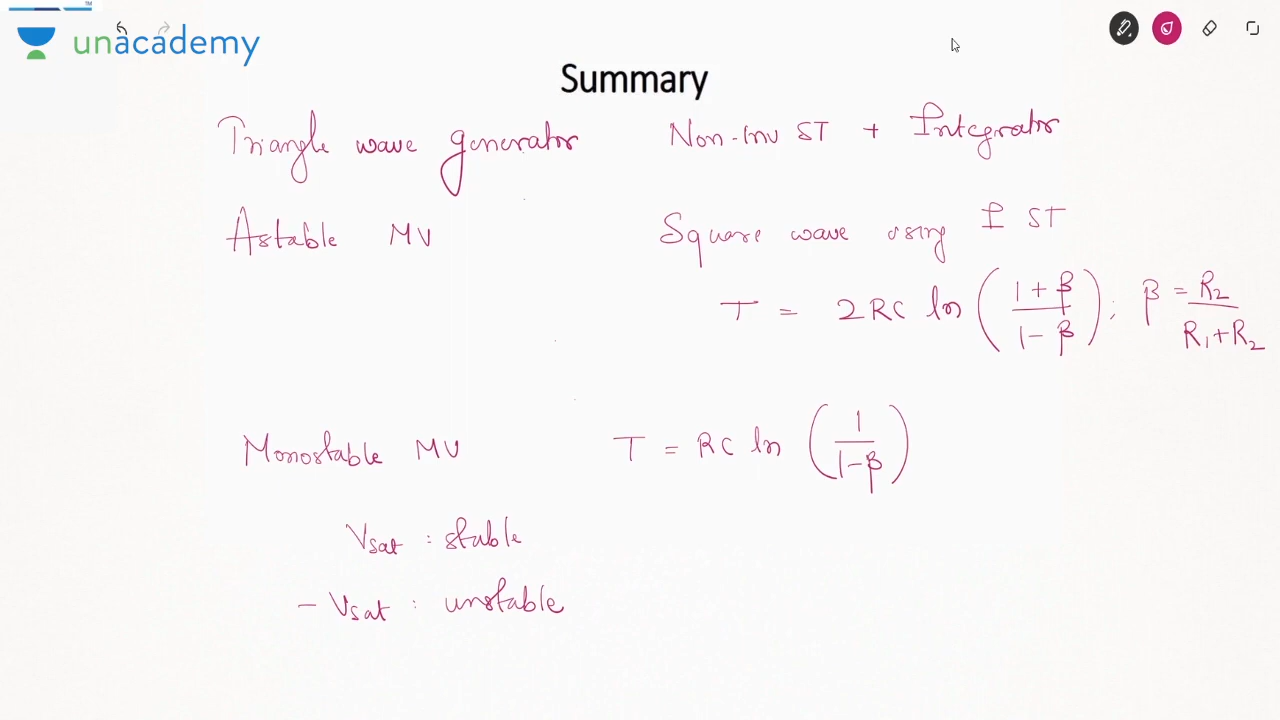 unacademy
TM
Summary
Triangle wave generator Non-Inv ST + Integrator
Astable MV Square wave using I ST
T = 2RC ln (1 + β / 1 - β) ; β = R₂ / R₁+R₂
Monostable MV T = RC ln (1 / 1-β)
Vsat : stable
- Vsat : unstable